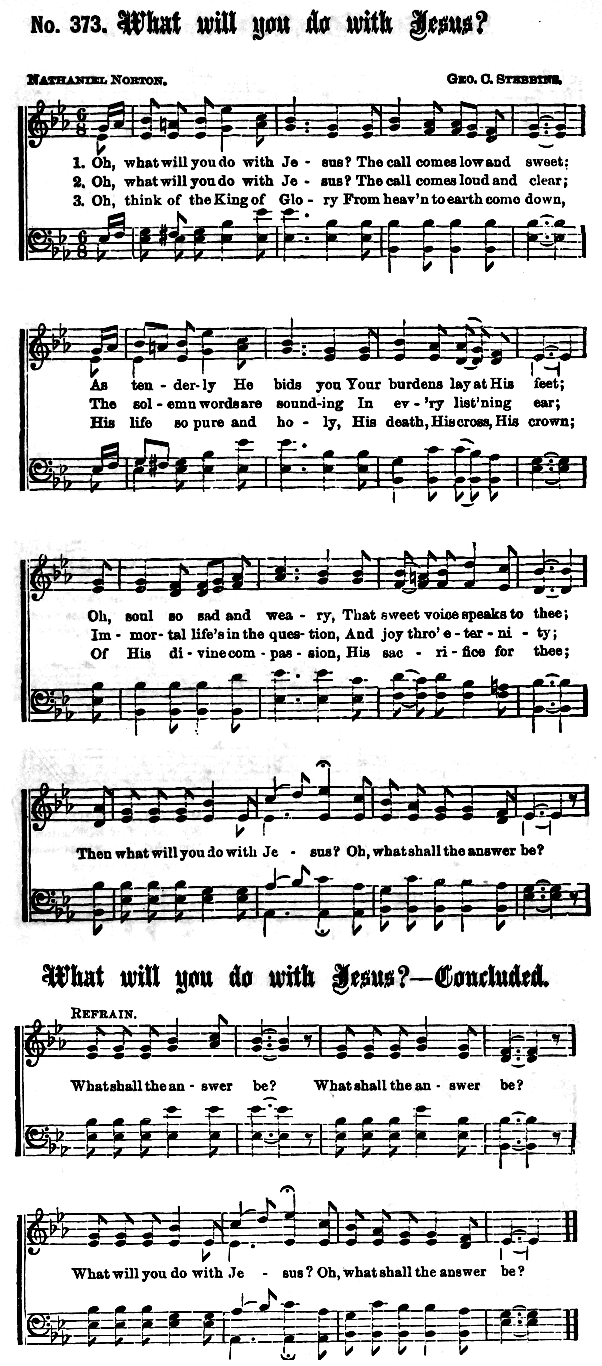 No. 373. What will you do with Jesus?
NATHANIEL NORTON. GEO. C. STEBBINS.
1. Oh, what will you do with Je - sus? The call comes low and sweet;
2. Oh, what will you do with Je - sus? The call comes loud and clear;
3. Oh, think of the King of Glo - ry From heav'n to earth come down,
As ten - der - ly He bids you Your burdens lay at His feet;
The sol - emn words are sound-ing In ev - 'ry list'ning ear;
His life so pure and ho - ly, His death, His cross, His crown;
Oh, soul so sad and wea - ry, That sweet voice speaks to thee;
Im - mor - tal life's in the ques - tion, And joy thro' e - ter - ni - ty;
Of His di - vine com - pas - sion, His sac - ri - fice for thee;
Then what will you do with Je - sus? Oh, what shall the answer be?
What will you do with Jesus?—Concluded.
REFRAIN.
What shall the an - swer be? What shall the an - swer be?
What will you do with Je - sus? Oh, what shall the answer be?